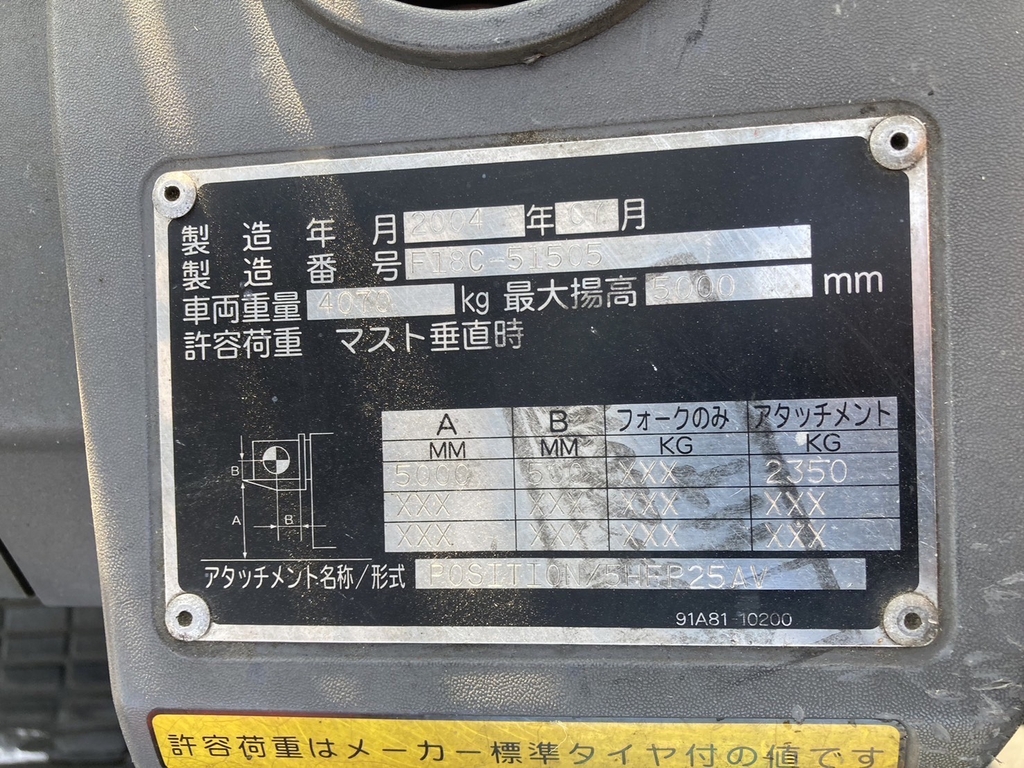 製造年月 2004 年 01 月
製造番号 F18C-51505
車両重量 kg 最大揚高 5000 mm
許容荷重 マスト垂直時
A B フォークのみ アタッチメント
MM MM KG KG
5000 500 XXX 2350
XXX XXX XXX XXX
XXX XXX XXX XXX
B
A B
アタッチメント名称/形式 POSITION/5HFP25AV
91A81-10200
許容荷重はメーカー標準タイヤ付の値です